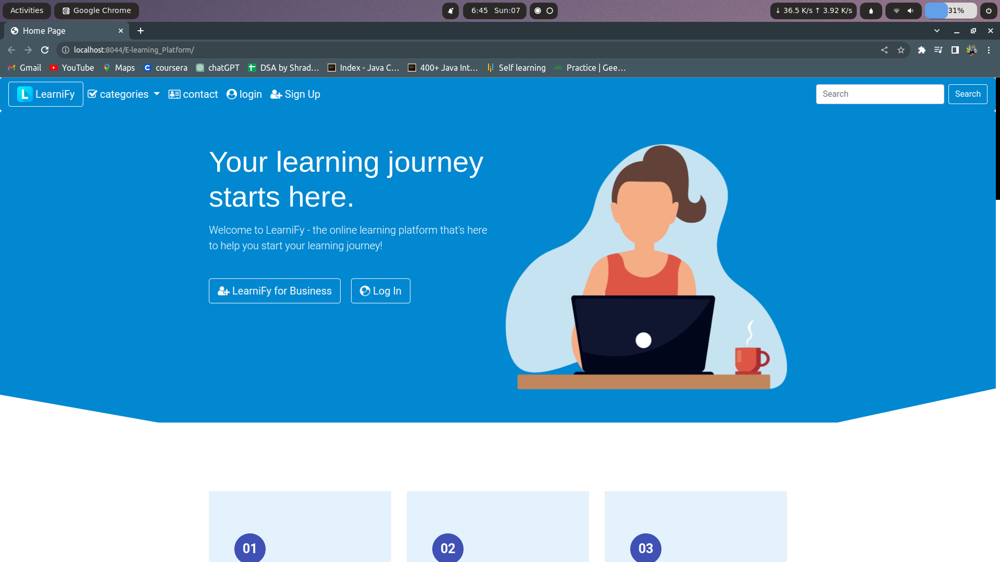 Activities
Google Chrome
6:45 Sun:07
↓ 36.5 K/s ↑ 3.92 K/s
31%
Home Page
localhost:8044/E-learning_Platform/
Gmail
YouTube
Maps
coursera
chatGPT
DSA by Shrad...
Index - Java C...
400+ Java Int...
Self learning
Practice | Gee...
L LearniFy
categories
contact
login
Sign Up
Search
Search
Your learning journey
starts here.
Welcome to LearniFy - the online learning platform that's here
to help you start your learning journey!
LearniFy for Business
Log In
01
02
03